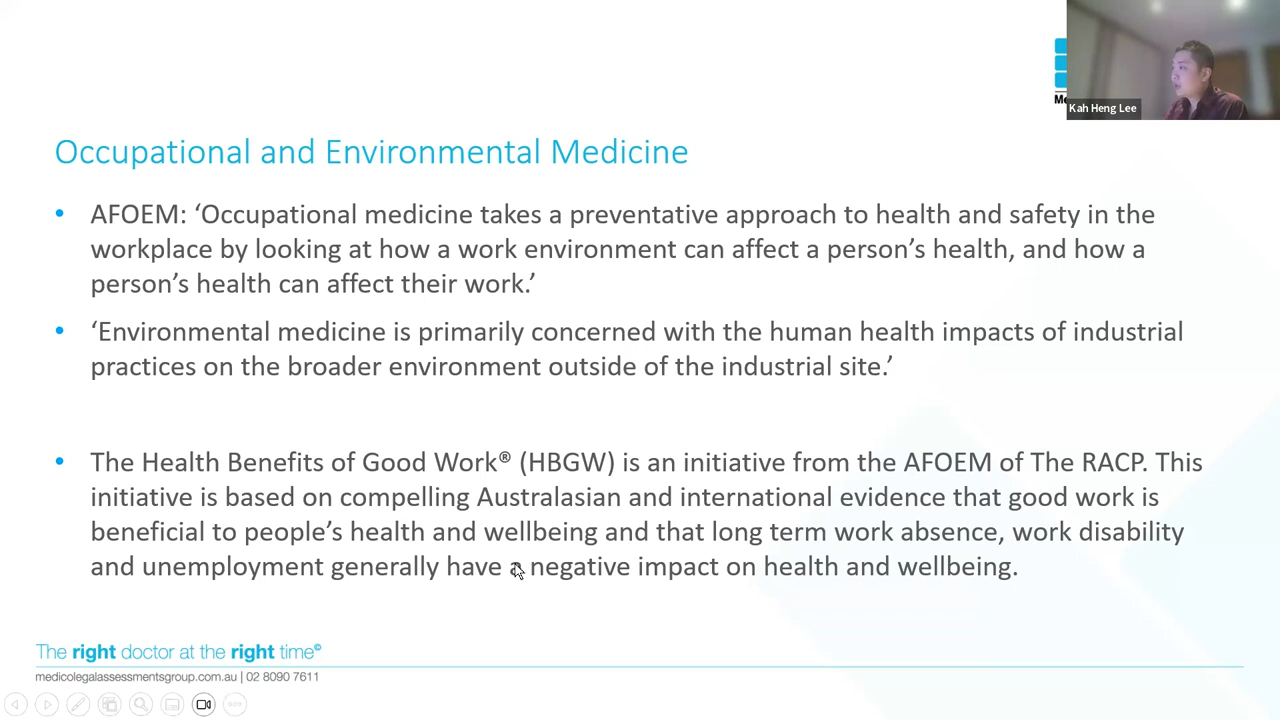 Me
Kah Heng Lee
Occupational and Environmental Medicine
• AFOEM: ‘Occupational medicine takes a preventative approach to health and safety in the
workplace by looking at how a work environment can affect a person’s health, and how a
person’s health can affect their work.’
• ‘Environmental medicine is primarily concerned with the human health impacts of industrial
practices on the broader environment outside of the industrial site.’
• The Health Benefits of Good Work® (HBGW) is an initiative from the AFOEM of The RACP. This
initiative is based on compelling Australasian and international evidence that good work is
beneficial to people’s health and wellbeing and that long term work absence, work disability
and unemployment generally have a negative impact on health and wellbeing.
The right doctor at the right time©
medicolegalassessmentsgroup.com.au | 02 8090 7611